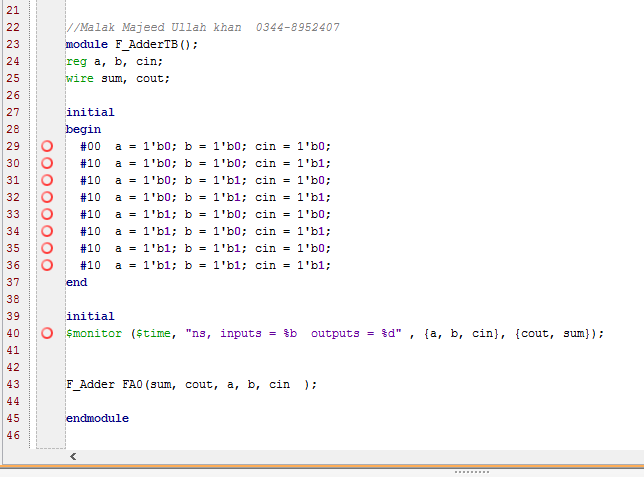 21
22 //Malak Majeed Ullah khan  0344-8952407
23 module F_AdderTB();
24 reg a, b, cin;
25 wire sum, cout;
26
27 initial
28 begin
29   #00  a = 1'b0; b = 1'b0; cin = 1'b0;
30   #10  a = 1'b0; b = 1'b0; cin = 1'b1;
31   #10  a = 1'b0; b = 1'b1; cin = 1'b0;
32   #10  a = 1'b0; b = 1'b1; cin = 1'b1;
33   #10  a = 1'b1; b = 1'b0; cin = 1'b0;
34   #10  a = 1'b1; b = 1'b0; cin = 1'b1;
35   #10  a = 1'b1; b = 1'b1; cin = 1'b0;
36   #10  a = 1'b1; b = 1'b1; cin = 1'b1;
37 end
38
39 initial
40 $monitor ($time, "ns, inputs = %b  outputs = %d" , {a, b, cin}, {cout, sum});
41
42
43 F_Adder FA0(sum, cout, a, b, cin  );
44
45 endmodule
46